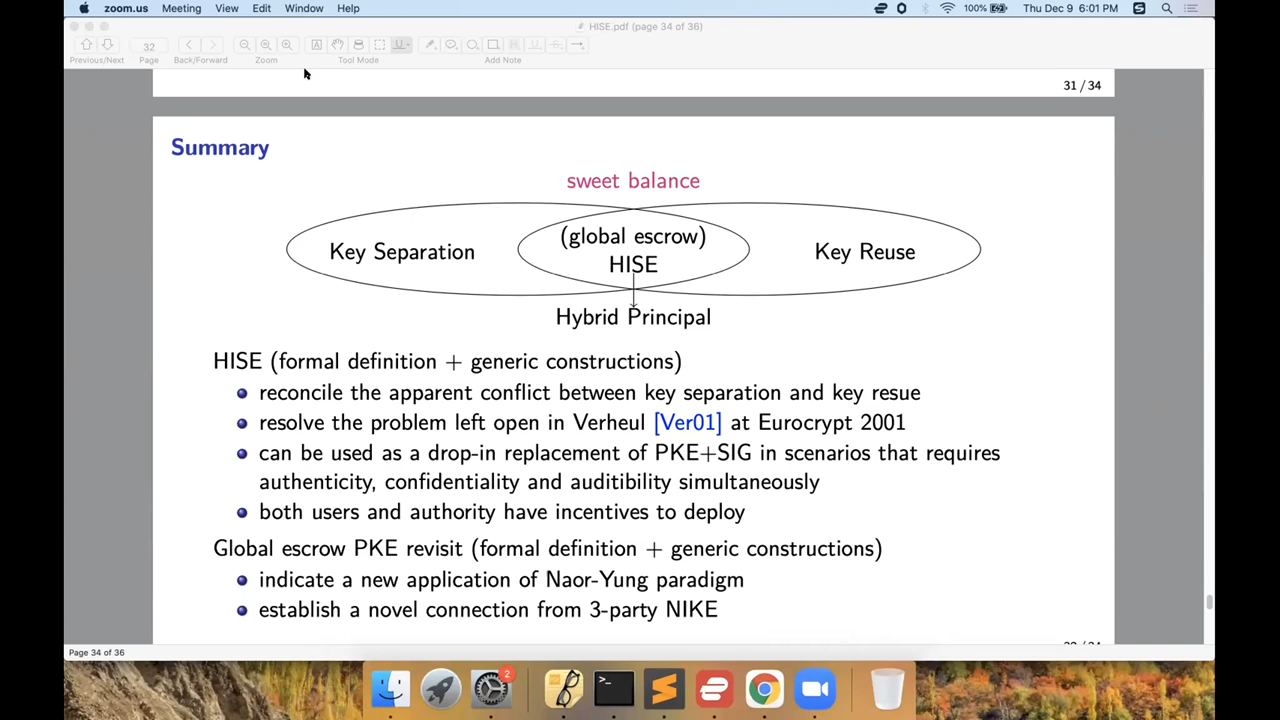 zoom.us Meeting View Edit Window Help 100% Thu Dec 9 6:01 PM
HISE.pdf (page 34 of 36)
32
Previous/Next Page Back/Forward Zoom Tool Mode Add Note
31 / 34
Summary
sweet balance
Key Separation
(global escrow)
HISE
Key Reuse
Hybrid Principal
HISE (formal definition + generic constructions)
reconcile the apparent conflict between key separation and key resue
resolve the problem left open in Verheul [Ver01] at Eurocrypt 2001
can be used as a drop-in replacement of PKE+SIG in scenarios that requires
authenticity, confidentiality and auditibility simultaneously
both users and authority have incentives to deploy
Global escrow PKE revisit (formal definition + generic constructions)
indicate a new application of Naor-Yung paradigm
establish a novel connection from 3-party NIKE
Page 34 of 36
2